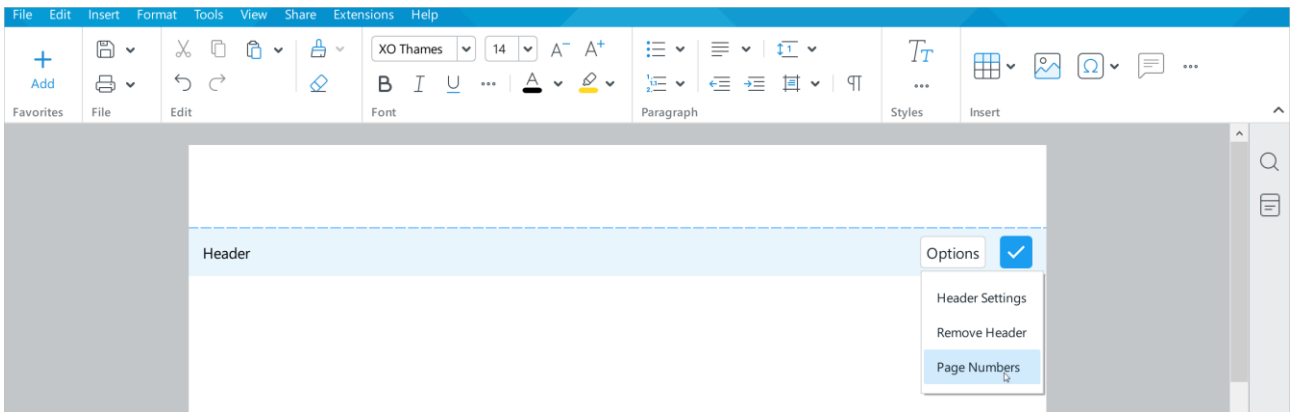 File Edit Insert Format Tools View Share Extensions Help
XO Thames 14 A⁻ A⁺
B I U A
Add
Favorites File Edit Font Paragraph Styles Insert
Header Options
Header Settings
Remove Header
Page Numbers